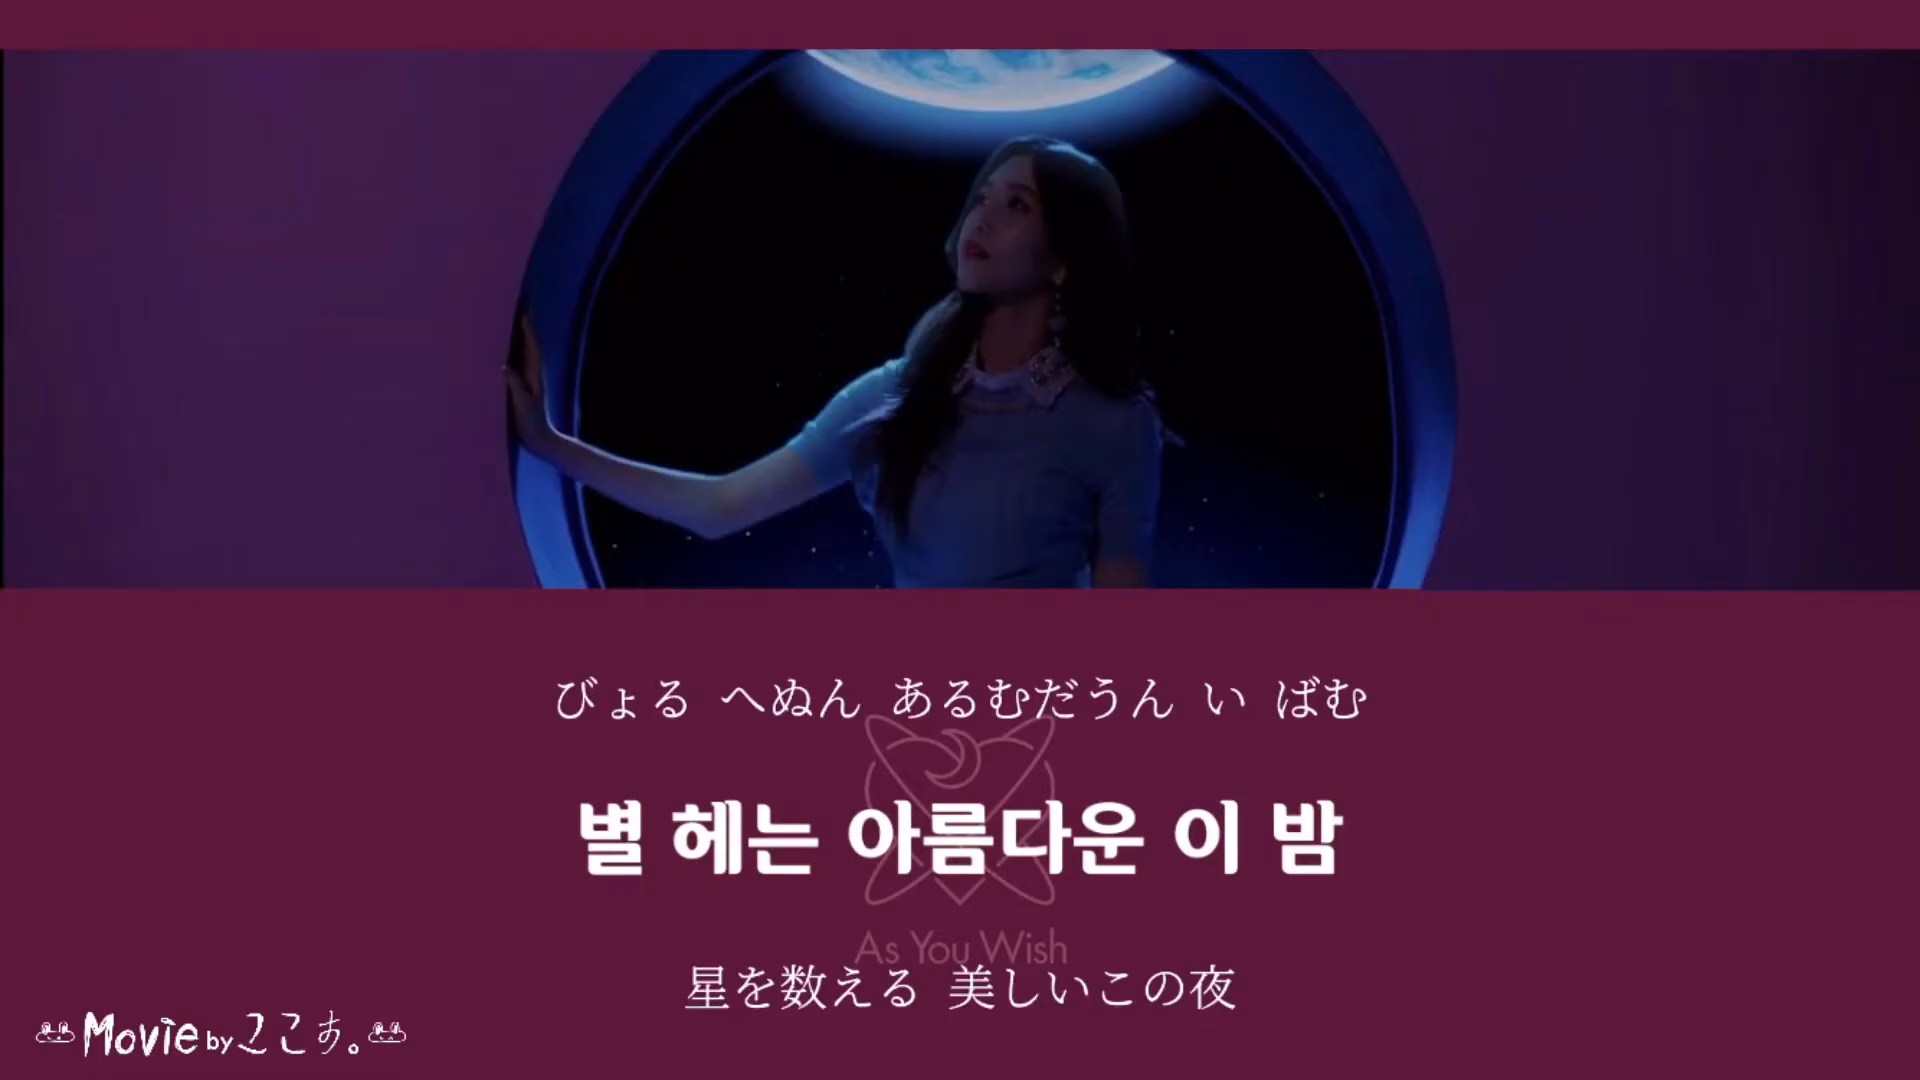 びょる へぬん あるむだうん い ばむ
별 헤는 아름다운 이 밤
As You Wish
星を数える 美しいこの夜
Movie by ここあ。